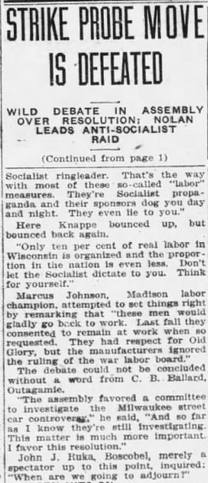 STRIKE PROBE MOVE
IS DEFEATED
WILD DEBATE IN ASSEMBLY
OVER RESOLUTION; NOLAN
LEADS ANTI-SOCIALIST
RAID
(Continued from page 1)
Socialist ringleader. That's the way
with most of these so-called "labor"
measures. They're Socialist propa-
ganda and their sponsors dog you day
and night. They even lie to you."
Here Knappe bounced up, but
bounced back again.
"Only ten per cent of real labor in
Wisconsin is organized and the propor-
tion in the nation is even less. Don't
let the Socialist dictate to you. Think
for yourself."
Marcus Johnson, Madison labor
champion, attempted to set things right
by remarking that "these men would
gladly go back to work. Last fall they
consented to remain at work when so
requested. They had respect for Old
Glory, but the manufacturers ignored
the ruling of the war labor board."
The debate could not be concluded
without a word from C. B. Ballard,
Outagamie.
"The assembly favored a committee
to investigate the Milwaukee street
car controversy," he said, "And so far
as I know they're still investigating.
This matter is much more important.
I favor this resolution."
John J. Ruka, Boscobel, merely a
spectator up to this point, inquired:
"When are we going to adjourn?"